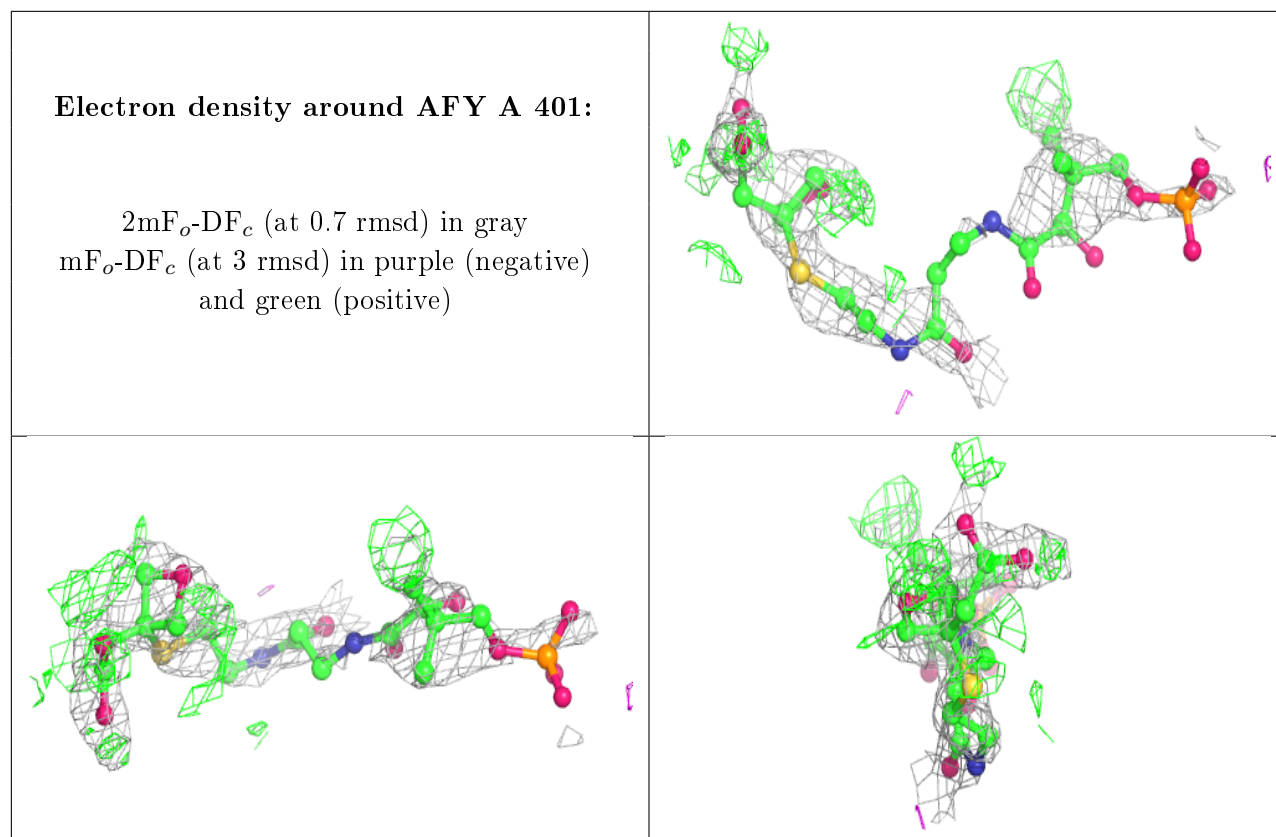 Electron density around AFY A 401:
2mFo-DFc (at 0.7 rmsd) in gray
mFo-DFc (at 3 rmsd) in purple (negative)
and green (positive)